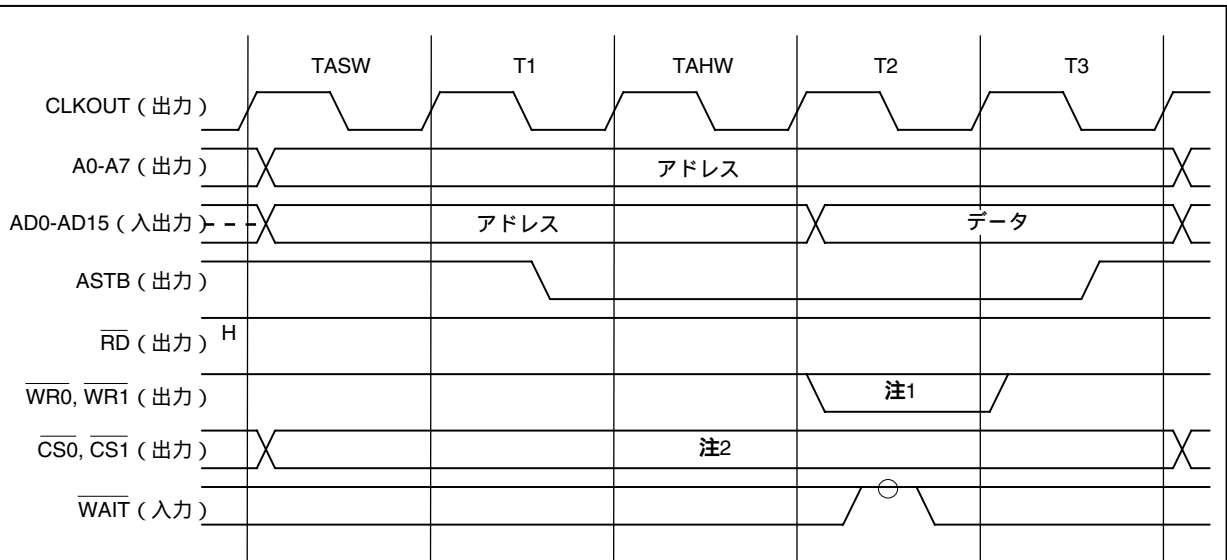 TASW T1 TAHW T2 T3
CLKOUT（出力）
A0-A7（出力） アドレス
AD0-AD15（入出力） アドレス データ
ASTB（出力）
RD（出力） H
WR0, WR1（出力） 注1
CS0, CS1（出力） 注2
WAIT（入力）